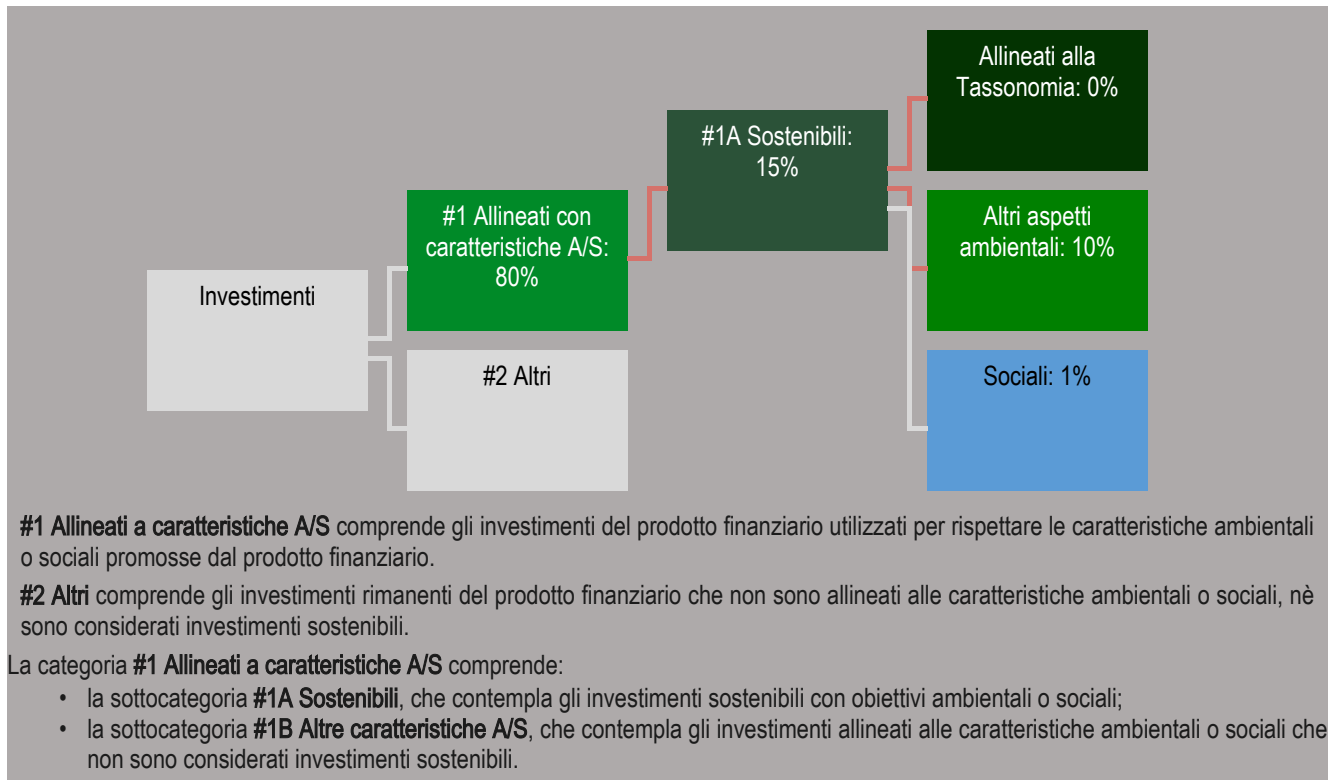 Allineati alla
Tassonomia: 0%
#1A Sostenibili:
15%
#1 Allineati con
caratteristiche A/S:
80%
Altri aspetti
ambientali: 10%
Investimenti
#2 Altri
Sociali: 1%
#1 Allineati a caratteristiche A/S comprende gli investimenti del prodotto finanziario utilizzati per rispettare le caratteristiche ambientali
o sociali promosse dal prodotto finanziario.
#2 Altri comprende gli investimenti rimanenti del prodotto finanziario che non sono allineati alle caratteristiche ambientali o sociali, nè
sono considerati investimenti sostenibili.
La categoria #1 Allineati a caratteristiche A/S comprende:
• la sottocategoria #1A Sostenibili, che contempla gli investimenti sostenibili con obiettivi ambientali o sociali;
• la sottocategoria #1B Altre caratteristiche A/S, che contempla gli investimenti allineati alle caratteristiche ambientali o sociali che
non sono considerati investimenti sostenibili.